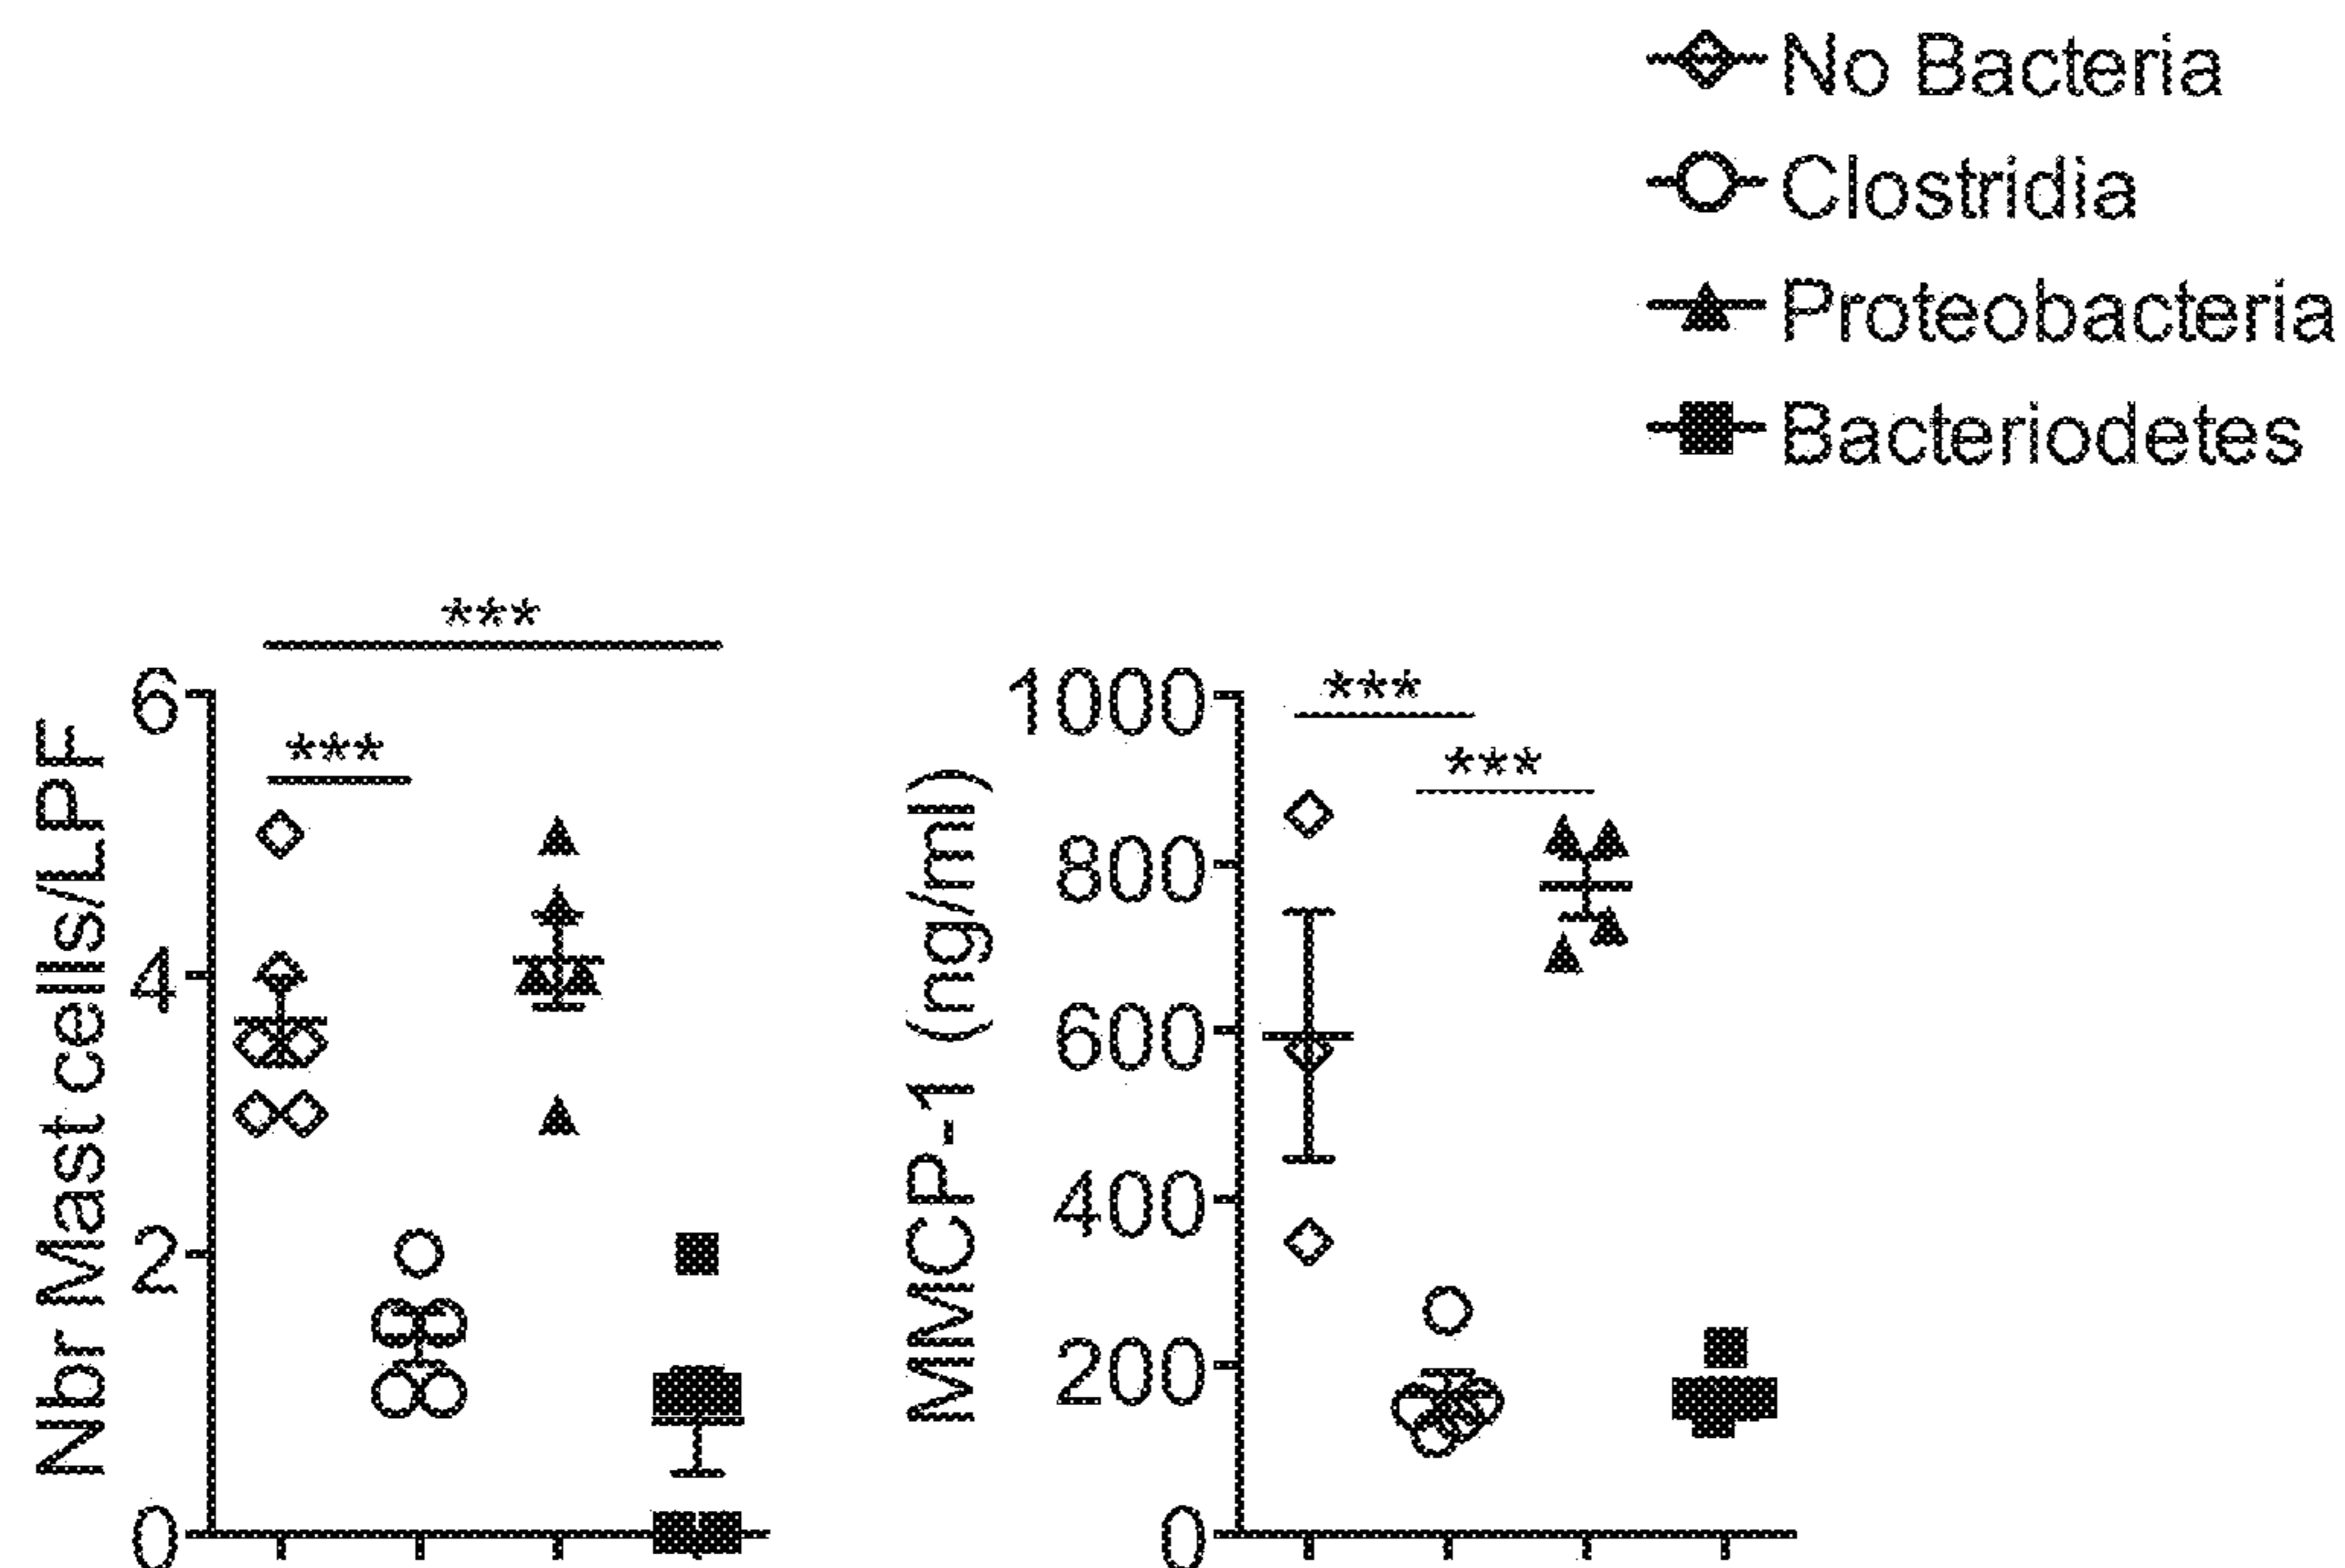 No Bacteria
Clostridia
Proteobacteria
Bacteriodetes
***
***
6
4
2
0
Nbr Mast cells/LPF
***
***
1000
800
600
400
200
0
MMCP-1 (ng/ml)